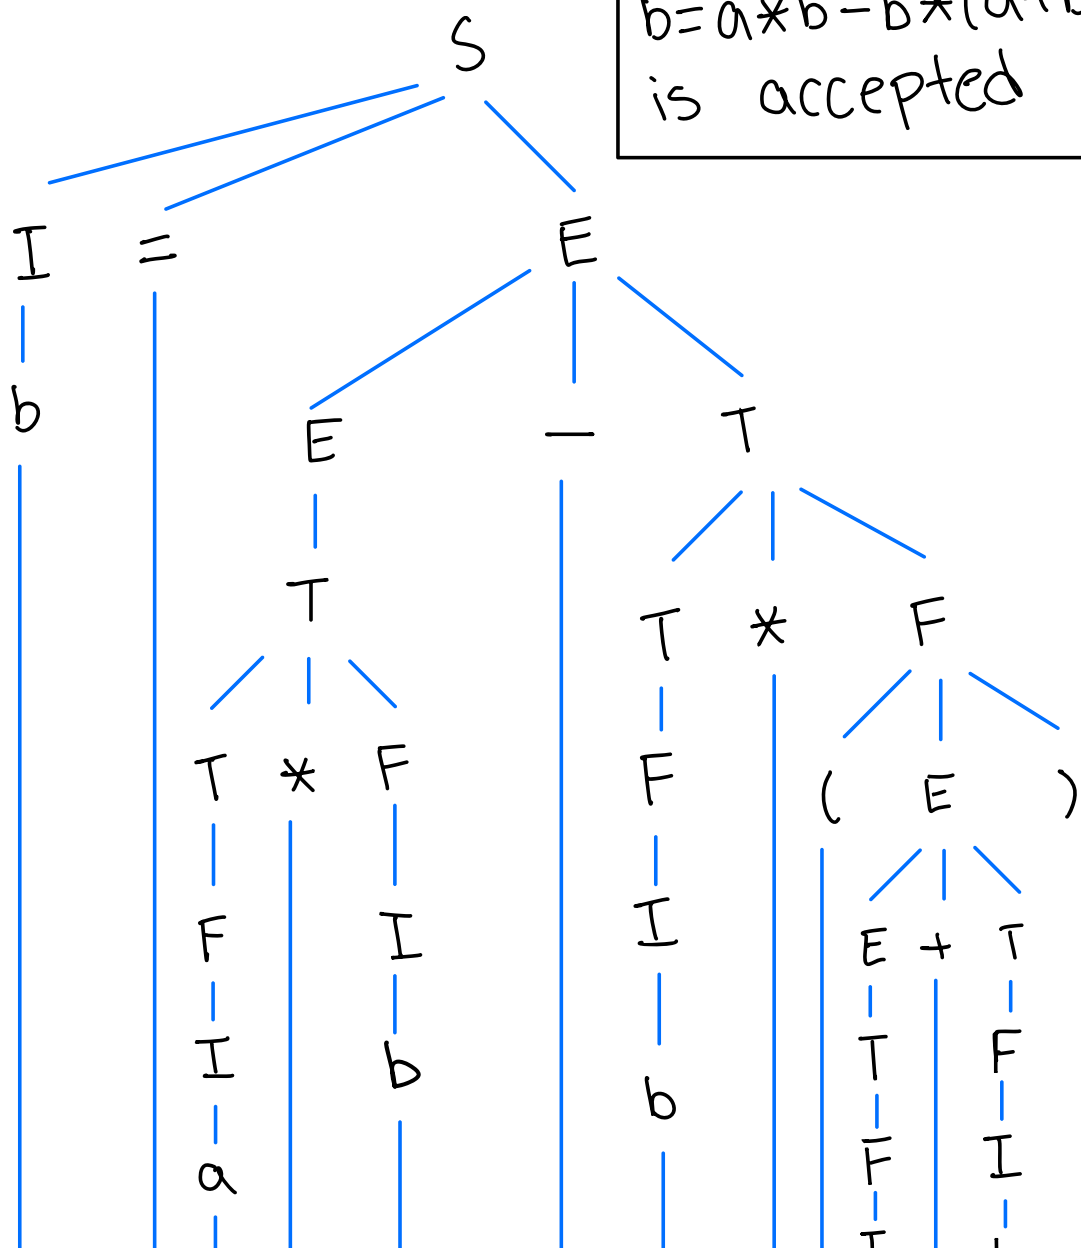 S
b=a*b-b*(a+b
is accepted
I = E
b
E - T
T
T * F
T * F
F
( E )
F I I
E + T
I b
T F
b
a
F I
I